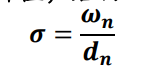 σ = ωₙ / dₙ